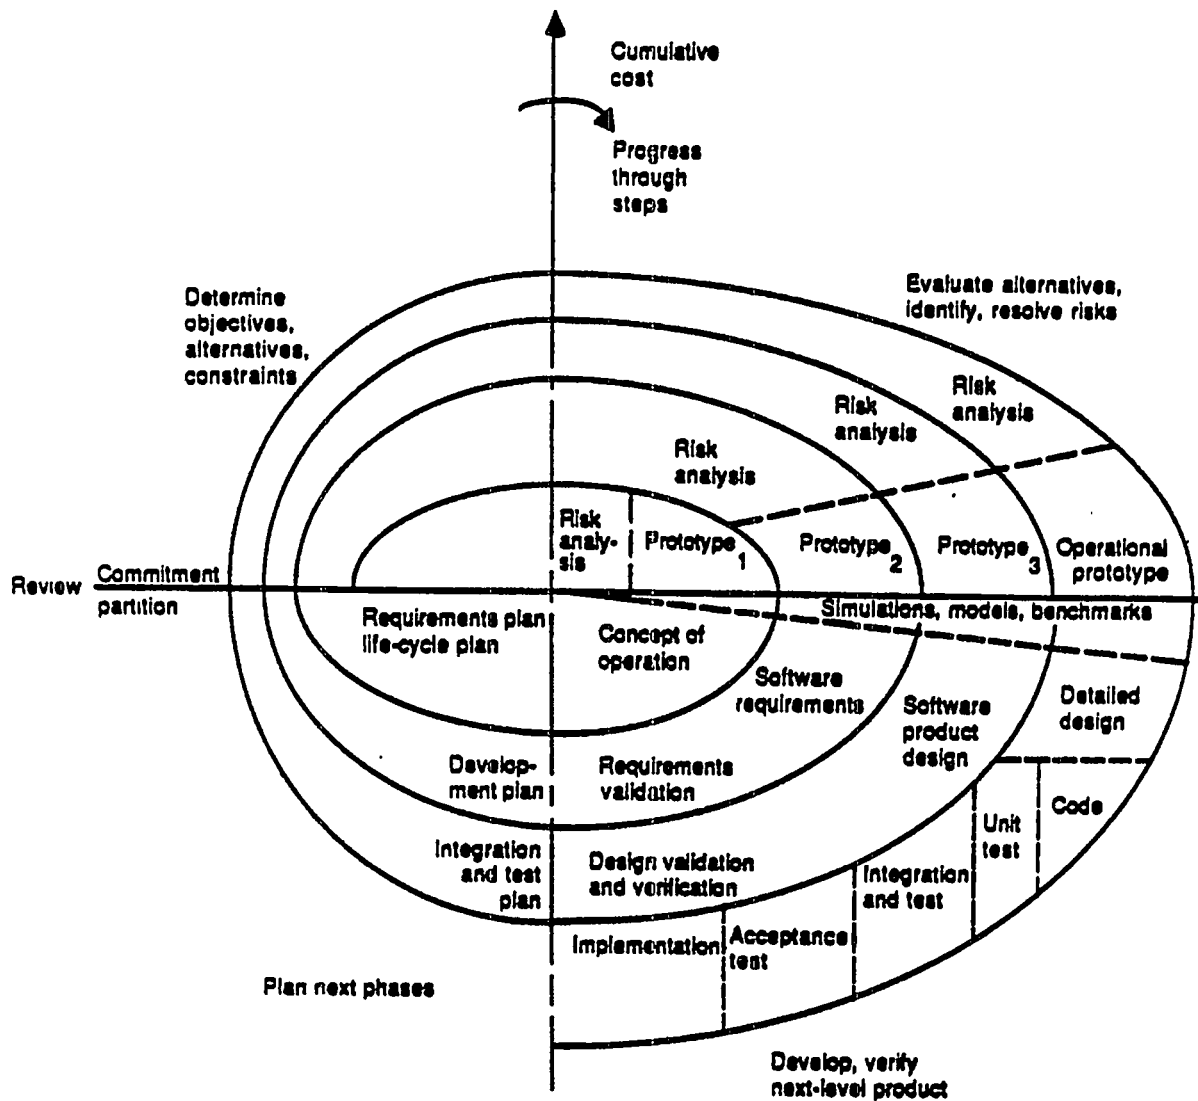 Cumulative
cost
Progress
through
steps
Determine
objectives,
alternatives,
constraints
Evaluate alternatives,
identify, resolve risks
Risk
analysis
Risk
analysis
Risk
analysis
Risk
analy-
sis
Prototype 1
Prototype 2
Prototype 3
Operational
prototype
Review
Commitment
partition
Simulations, models, benchmarks
Requirements plan
life-cycle plan
Concept of
operation
Software
requirements
Software
product
design
Detailed
design
Develop-
ment plan
Requirements
validation
Code
Unit
test
Integration
and test
plan
Design validation
and verification
Integration
and test
Acceptance
test
Implementation
Plan next phases
Develop, verify
next-level product